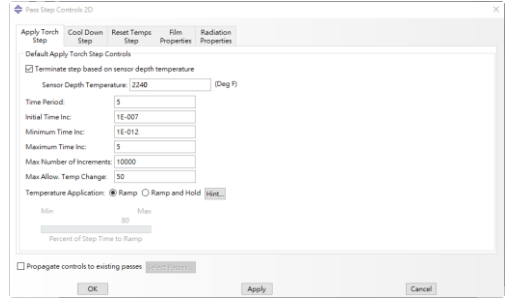 Pass Step Controls 2D
Apply Torch Step
Cool Down Step
Reset Temps Step
Film Properties
Radiation Properties
Default Apply Torch Step Controls
Terminate step based on sensor depth temperature
Sensor Depth Temperature: 2240 (Deg F)
Time Period: 5
Initial Time Inc: 1E-007
Minimum Time Inc: 1E-012
Maximum Time Inc: 5
Max Number of Increments: 10000
Max Allow. Temp Change: 50
Temperature Application: Ramp Ramp and Hold Hint...
Min Max
80
Percent of Step Time to Ramp
Propagate controls to existing passes Select Passes...
OK Apply Cancel